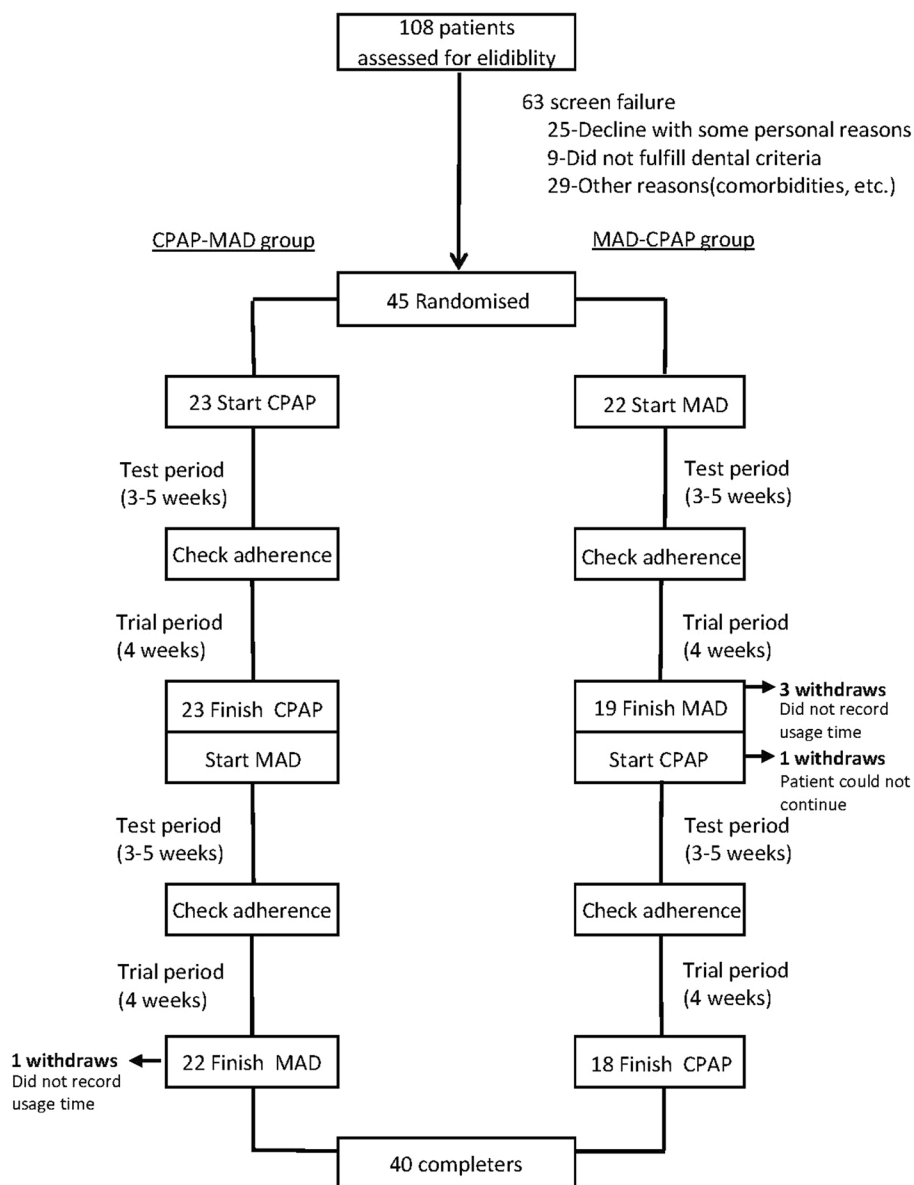 108 patients
assessed for elidiblity
63 screen failure
25-Decline with some personal reasons
9-Did not fulfill dental criteria
29-Other reasons(comorbidities, etc.)
CPAP-MAD group
MAD-CPAP group
45 Randomised
23 Start CPAP
22 Start MAD
Test period
(3-5 weeks)
Test period
(3-5 weeks)
Check adherence
Check adherence
Trial period
(4 weeks)
Trial period
(4 weeks)
23 Finish CPAP
Start MAD
19 Finish MAD
3 withdraws
Did not record
usage time
Start CPAP
1 withdraws
Patient could not
continue
Test period
(3-5 weeks)
Test period
(3-5 weeks)
Check adherence
Check adherence
Trial period
(4 weeks)
Trial period
(4 weeks)
1 withdraws
Did not record
usage time
22 Finish MAD
18 Finish CPAP
40 completers